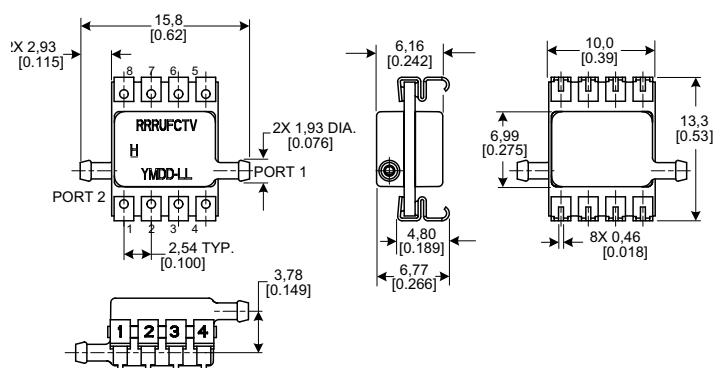 15,8
[0.62]
2X 2,93
[0.115]
8 7 6 5
RRRUFCTV
H
YMDD-LL
2X 1,93 DIA.
[0.076]
PORT 1
PORT 2
1 2 3 4
2,54 TYP.
[0.100]
6,16
[0.242]
4,80
[0.189]
6,77
[0.266]
10,0
[0.39]
6,99
[0.275]
13,3
[0.53]
8X 0,46
[0.018]
3,78
[0.149]
1 2 3 4